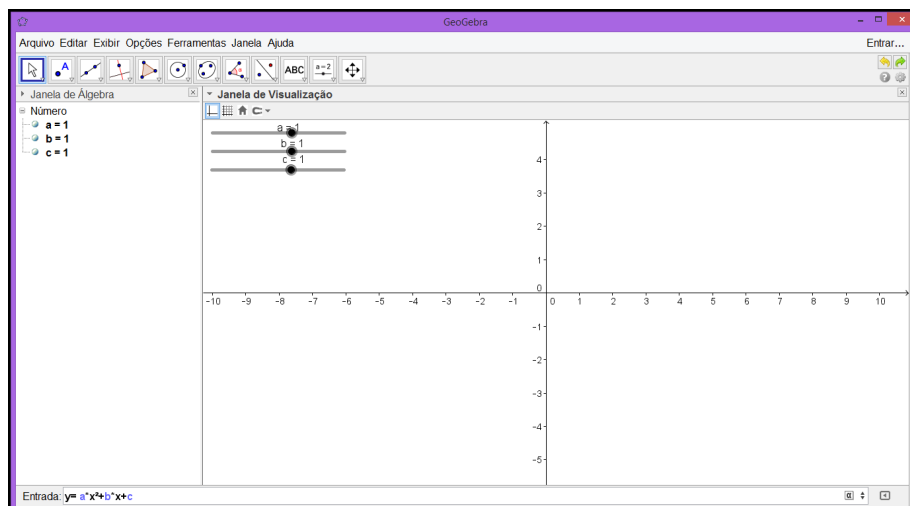 GeoGebra
Arquivo Editar Exibir Opções Ferramentas Janela Ajuda Entrar...
A ABC a=2
Janela de Álgebra
Janela de Visualização
Número
a = 1
b = 1
c = 1
a = 1
b = 1
c = 1
4
3
2
1
0
-10 -9 -8 -7 -6 -5 -4 -3 -2 -1 0 1 2 3 4 5 6 7 8 9 10
-1
-2
-3
-4
-5
Entrada: y= a*x²+b*x+c α